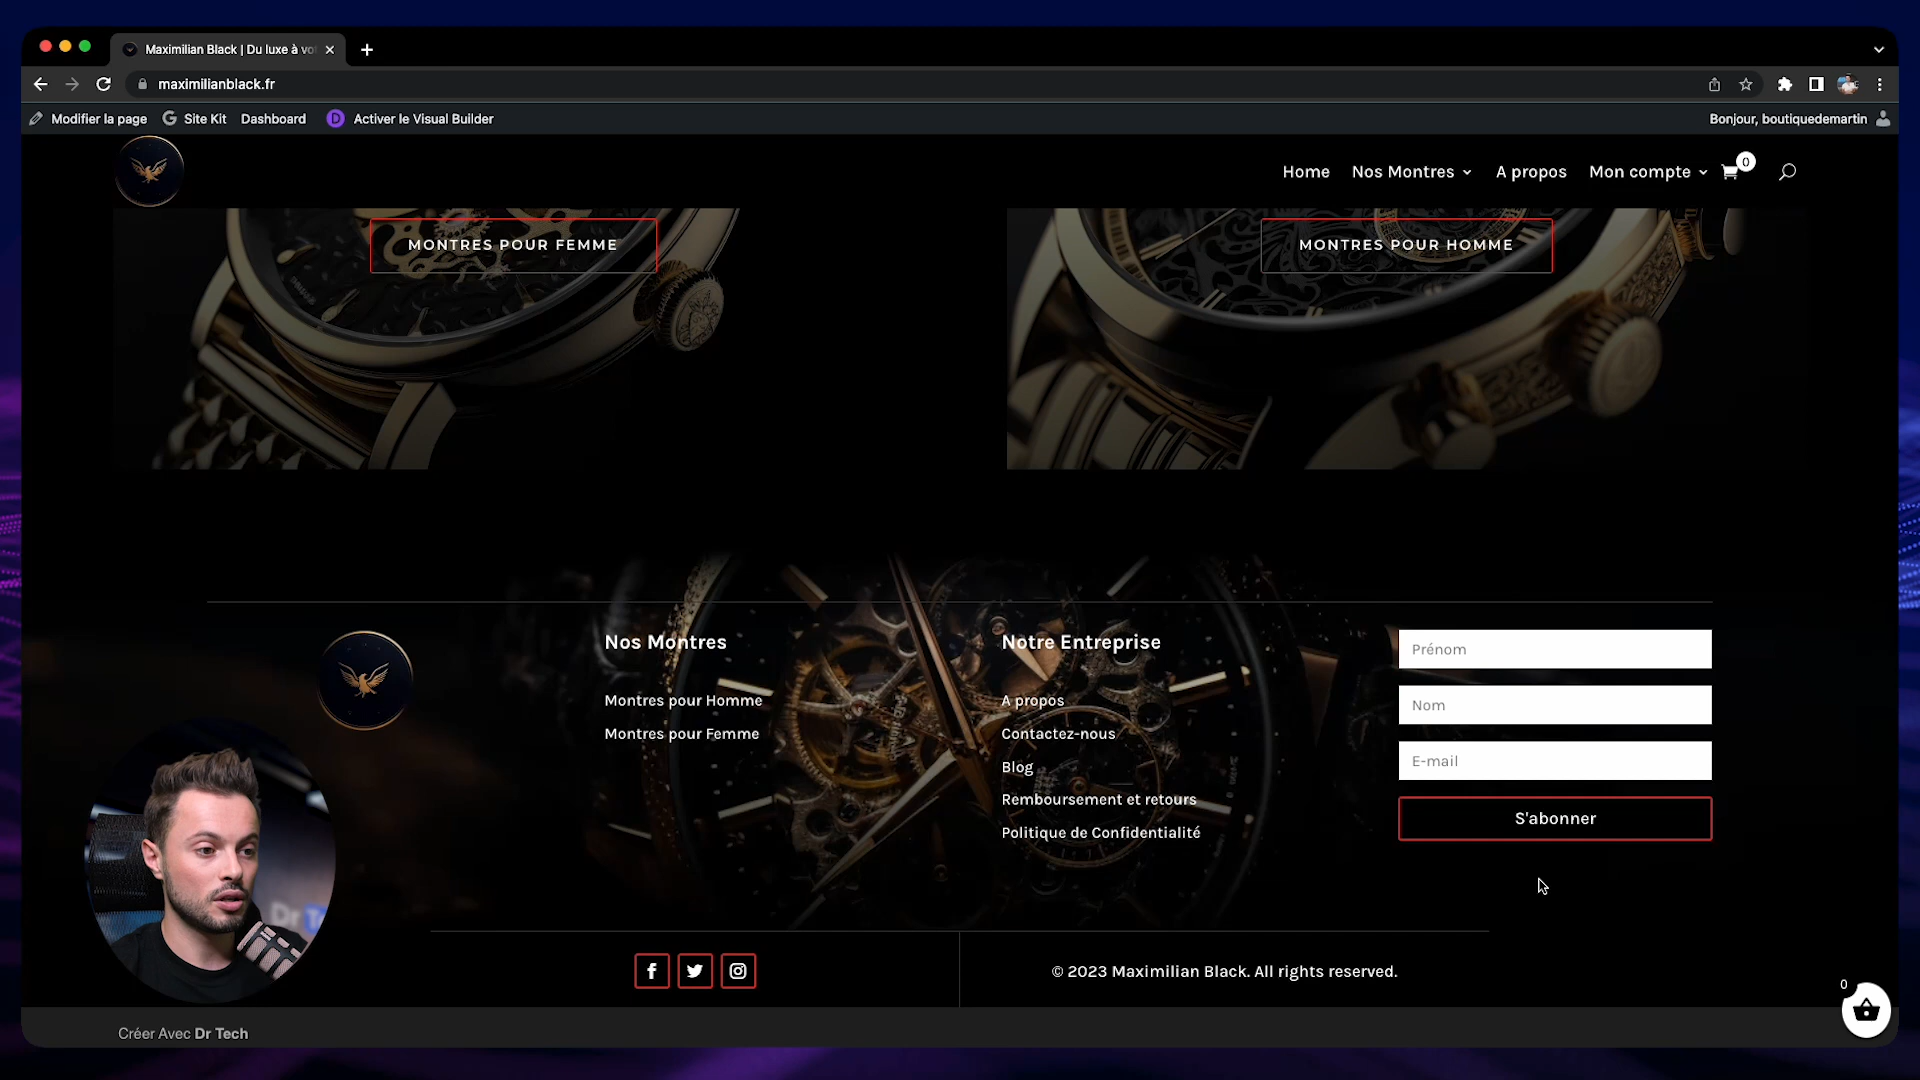 Maximilian Black | Du luxe à vo
maximilianblack.fr
Modifier la page
Site Kit
Dashboard
D
Activer le Visual Builder
Bonjour, boutiquedemartin
Home
Nos Montres
A propos
Mon compte
0
MONTRES POUR FEMME
MONTRES POUR HOMME
Nos Montres
Montres pour Homme
Montres pour Femme
Notre Entreprise
A propos
Contactez-nous
Blog
Remboursement et retours
Politique de Confidentialité
Prénom
Nom
E-mail
S'abonner
© 2023 Maximilian Black. All rights reserved.
0
Créer Avec Dr Tech